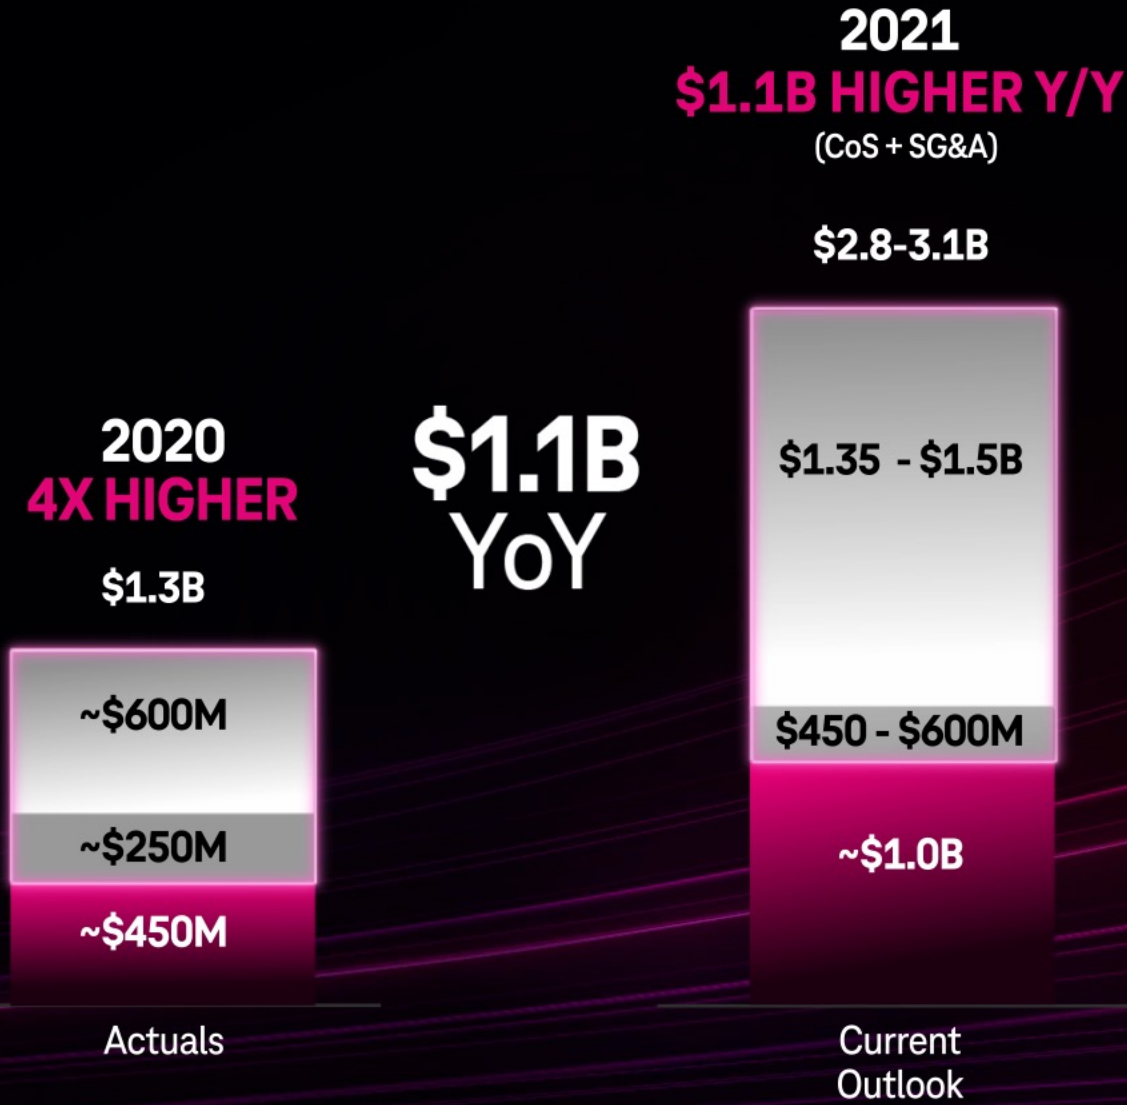 2020
4X HIGHER
$1.3B
~$600M
~$250M
~$450M
Actuals
$1.1B
YoY
2021
$1.1B HIGHER Y/Y
(CoS + SG&A)
$2.8-3.1B
$1.35 - $1.5B
$450 - $600M
~$1.0B
Current
Outlook